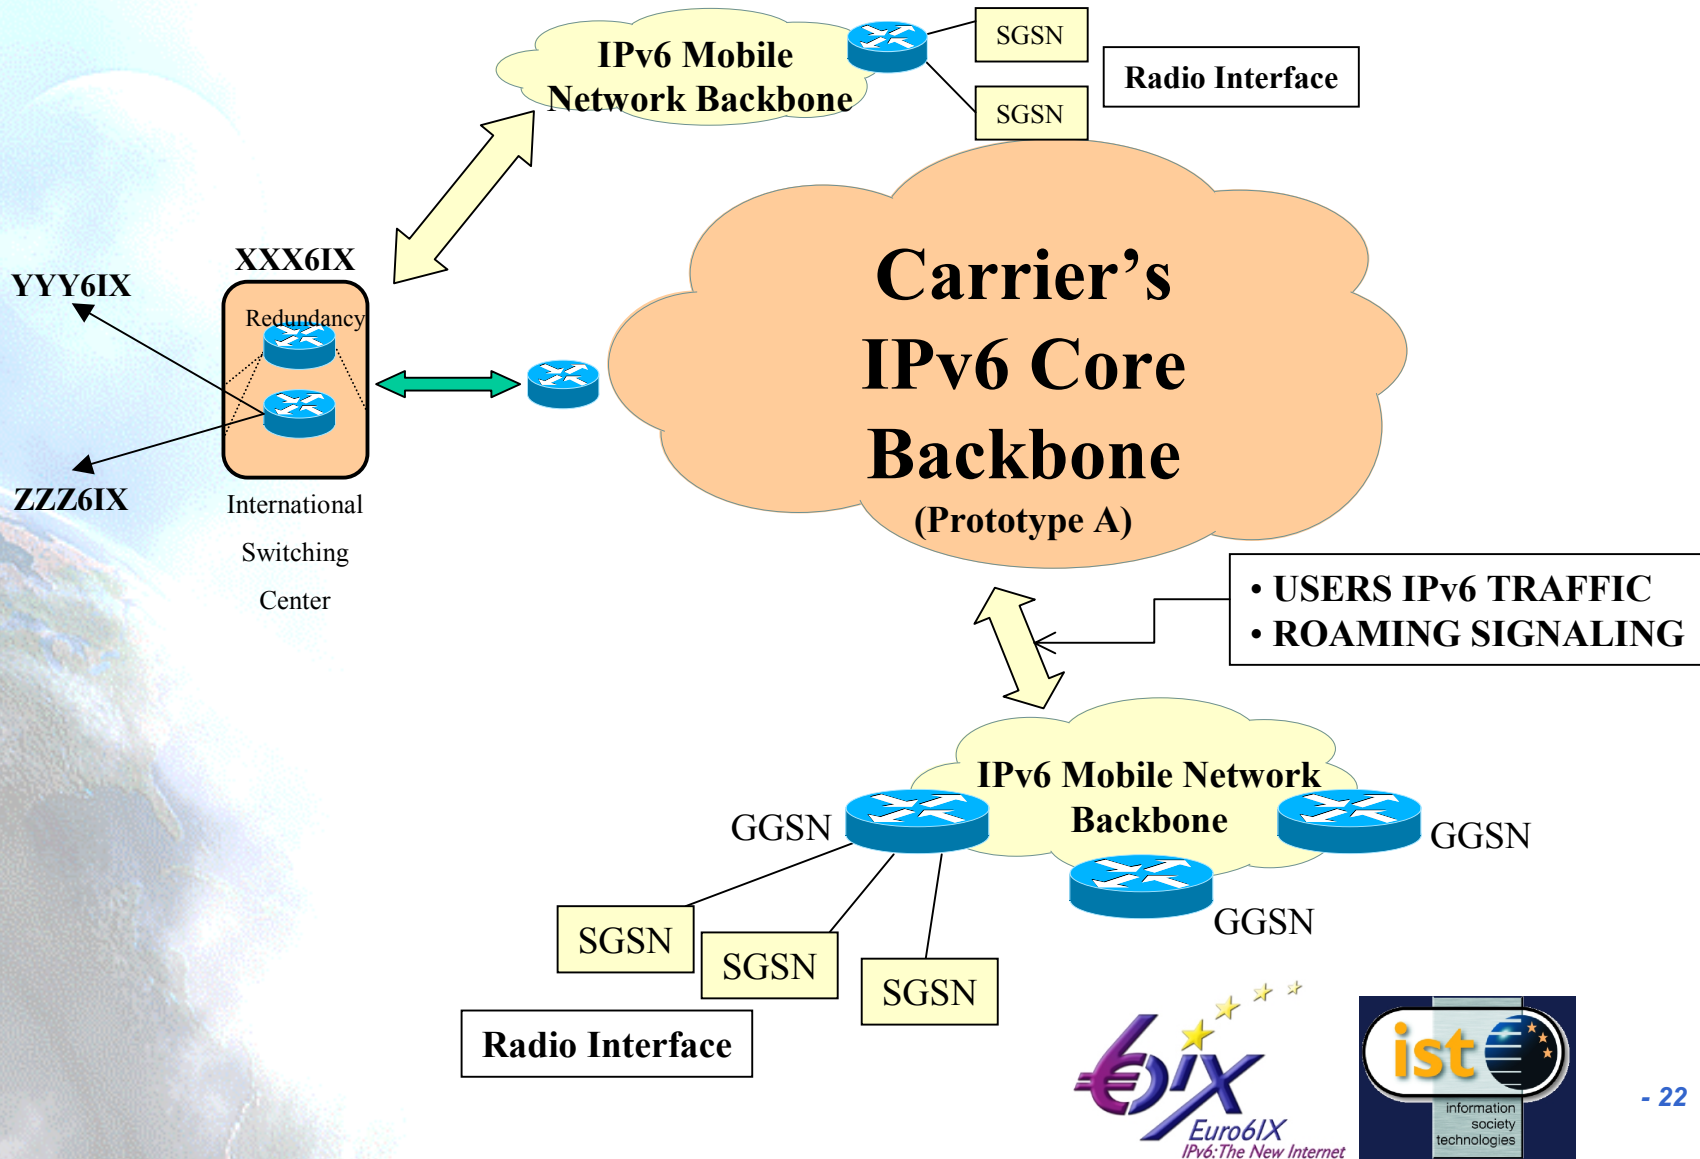 IPv6 Mobile
Network Backbone
SGSN
SGSN
Radio Interface
XXX6IX
YYY6IX
Redundancy
ZZZ6IX
International
Switching
Center
Carrier’s
IPv6 Core
Backbone
(Prototype A)
• USERS IPv6 TRAFFIC
• ROAMING SIGNALING
IPv6 Mobile Network
Backbone
GGSN
GGSN
GGSN
SGSN
SGSN
SGSN
Radio Interface
€6IX
Euro6IX
IPv6:The New Internet
ist
information
society
technologies
- 22